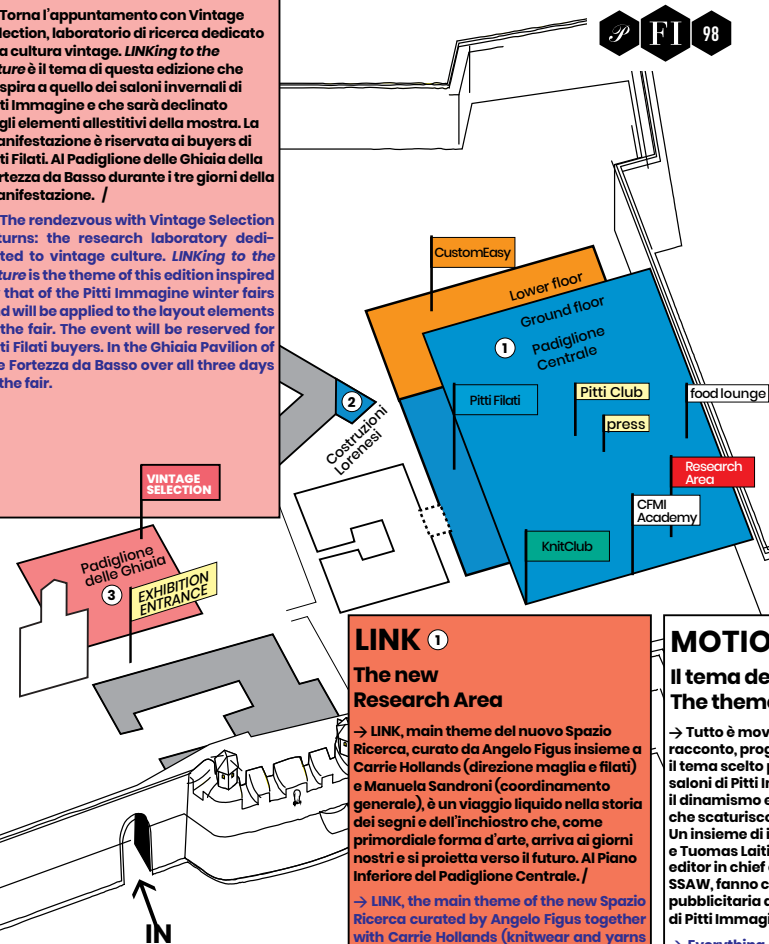 Torna l'appuntamento con Vintage
lection, laboratorio di ricerca dedicato
a cultura vintage. LINKing to the
ture è il tema di questa edizione che
spira a quello dei saloni invernali di
ti Immagine e che sarà declinato
gli elementi allestitivi della mostra. La
anifestazione è riservata ai buyers di
ti Filati. Al Padiglione delle Ghiaia della
rtezza da Basso durante i tre giorni della
anifestazione. /
The rendezvous with Vintage Selection
turns: the research laboratory dedi-
ted to vintage culture. LINKing to the
ture is the theme of this edition inspired
that of the Pitti Immagine winter fairs
d will be applied to the layout elements
the fair. The event will be reserved for
ti Filati buyers. In the Ghiaia Pavilion of
e Fortezza da Basso over all three days
the fair.
P FI 98
CustomEasy
Lower floor
Ground floor
1
Padiglione
Centrale
Pitti Filati
Pitti Club
food lounge
press
Research
Area
CFMI
Academy
KnitClub
2
Costruzioni
Lorenesi
VINTAGE
SELECTION
Padiglione
delle Ghiaia
3
EXHIBITION
ENTRANCE
IN
LINK 1
The new
Research Area
→ LINK, main theme del nuovo Spazio
Ricerca, curato da Angelo Figus insieme a
Carrie Hollands (direzione maglia e filati)
e Manuela Sandroni (coordinamento
generale), è un viaggio liquido nella storia
dei segni e dell'inchiostro che, come
primordiale forma d'arte, arriva ai giorni
nostri e si proietta verso il futuro. Al Piano
Inferiore del Padiglione Centrale. /
→ LINK, the main theme of the new Spazio
Ricerca curated by Angelo Figus together
with Carrie Hollands (knitwear and yarns
MOTIO
Il tema de
The theme
→ Tutto è mov
racconto, prog
il tema scelto p
saloni di Pitti In
il dinamismo e
che scaturisco
Un insieme di i
e Tuomas Laiti
editor in chief
SSAW, fanno c
pubblicitaria d
di Pitti Immagi
→ Everything